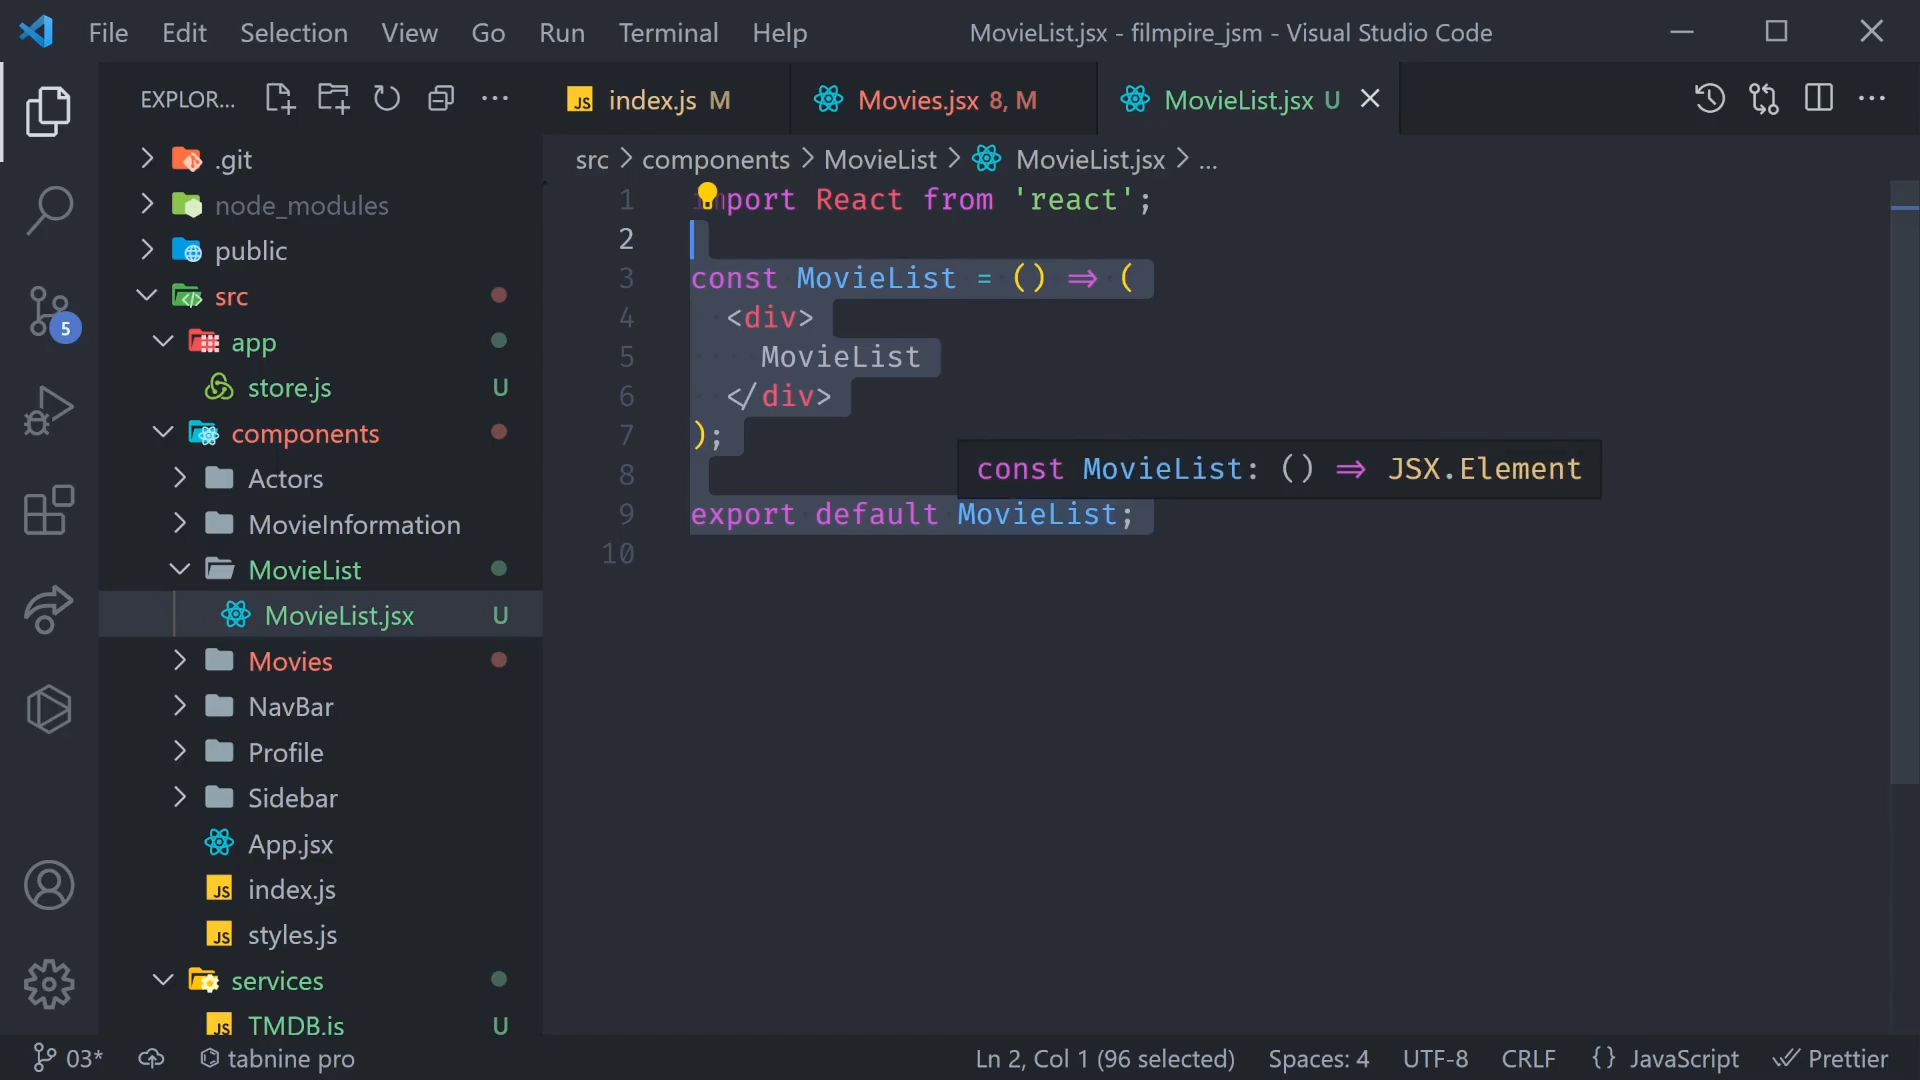 File Edit Selection View Go Run Terminal Help
MovieList.jsx - filmpire_jsm - Visual Studio Code
EXPLOR...
index.js M
Movies.jsx 8, M
MovieList.jsx U
src > components > MovieList > MovieList.jsx > ...
.git
node_modules
public
src
app
store.js U
components
Actors
MovieInformation
MovieList
MovieList.jsx U
Movies
NavBar
Profile
Sidebar
App.jsx
index.js
styles.js
services
TMDB.js U
5
1 import React from 'react';
2
3 const MovieList = () => (
4 <div>
5 MovieList
6 </div>
7 );
8
const MovieList: () => JSX.Element
9 export default MovieList;
10
03* tabnine pro
Ln 2, Col 1 (96 selected) Spaces: 4 UTF-8 CRLF {} JavaScript Prettier